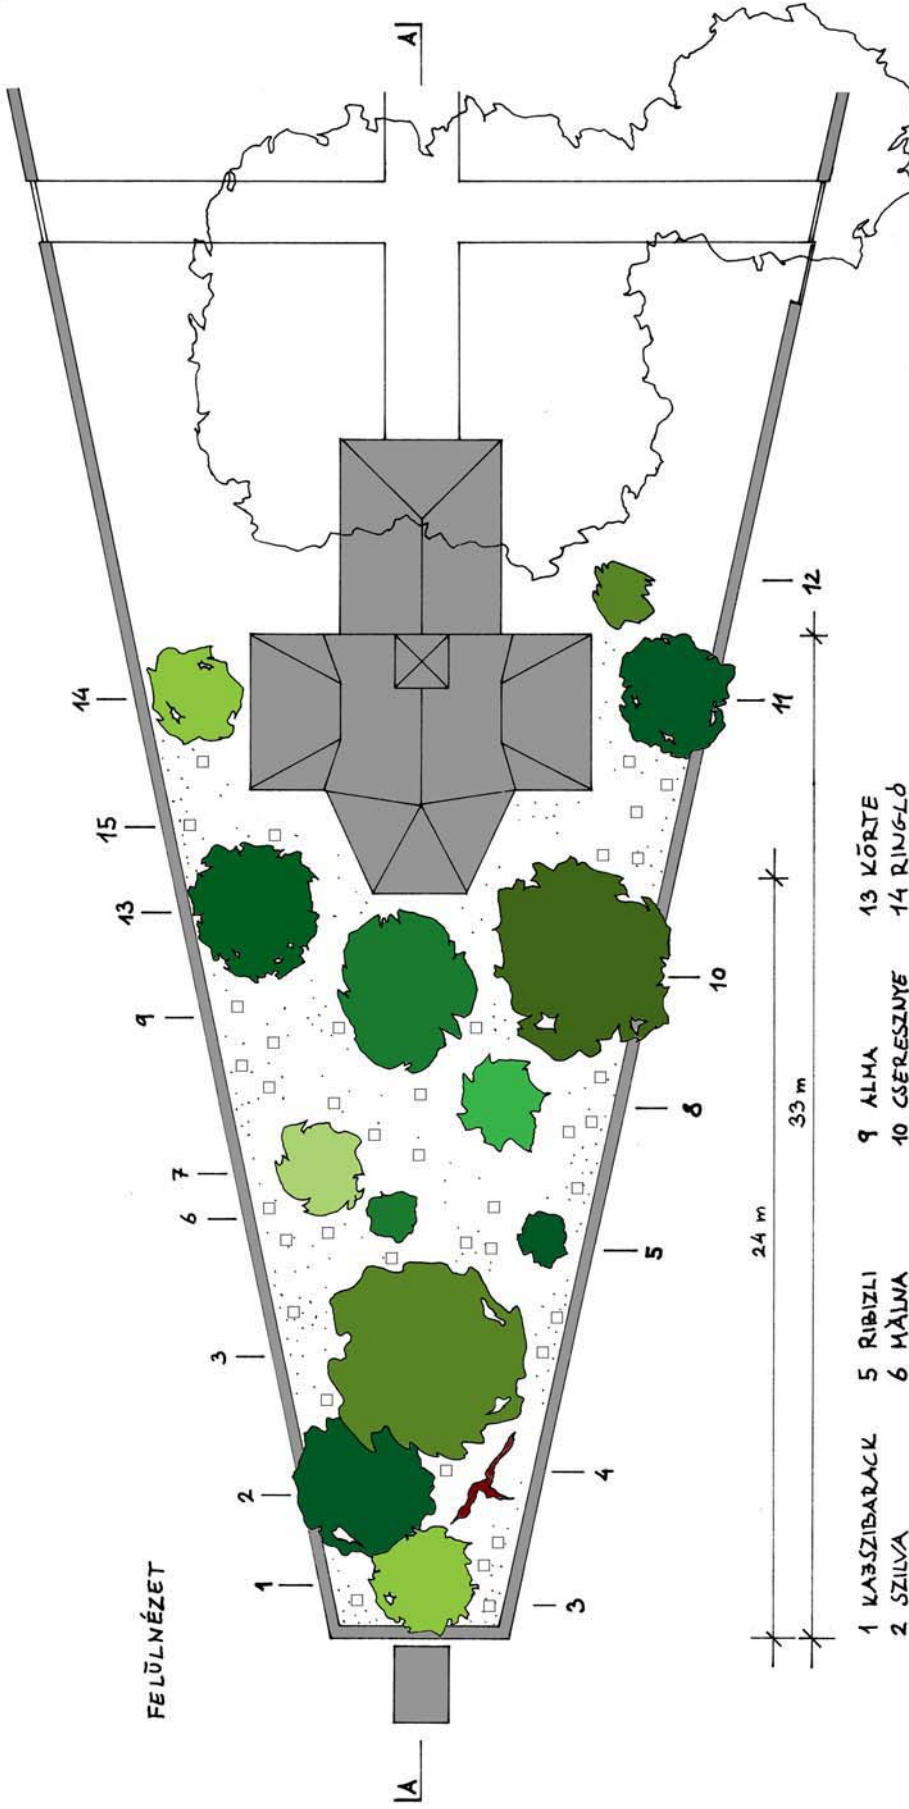 FELÜLNÉZET
1 2 3 6 7 9 13 15 14
A A
3 4 5 8 10 11 12
24 m
33 m
1 KAJSZIBARACK 5 RIBIZLI 9 ALMA 13 KÖRTE
2 SZILVA 6 MÁLNA 10 CSERESZNYE 14 RINGLÓ